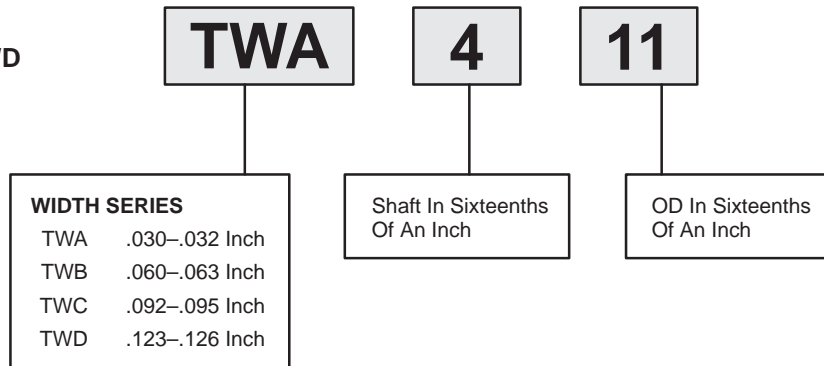 TWA 4 11
WIDTH SERIES
TWA .030–.032 Inch
TWB .060–.063 Inch
TWC .092–.095 Inch
TWD .123–.126 Inch
Shaft In Sixteenths
Of An Inch
OD In Sixteenths
Of An Inch